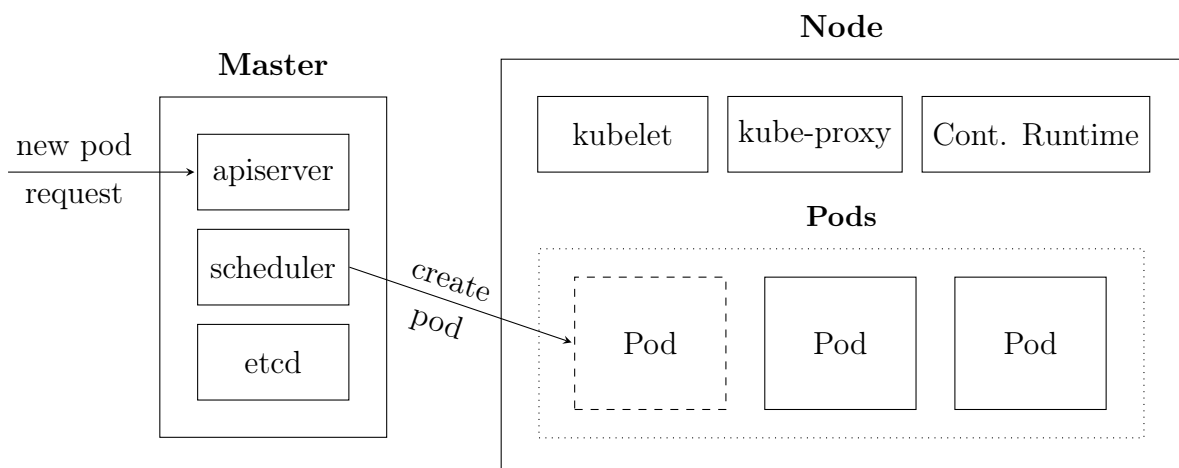 Node
Master
new pod
request
apiserver
scheduler
etcd
create
pod
kubelet
kube-proxy
Cont. Runtime
Pods
Pod
Pod
Pod